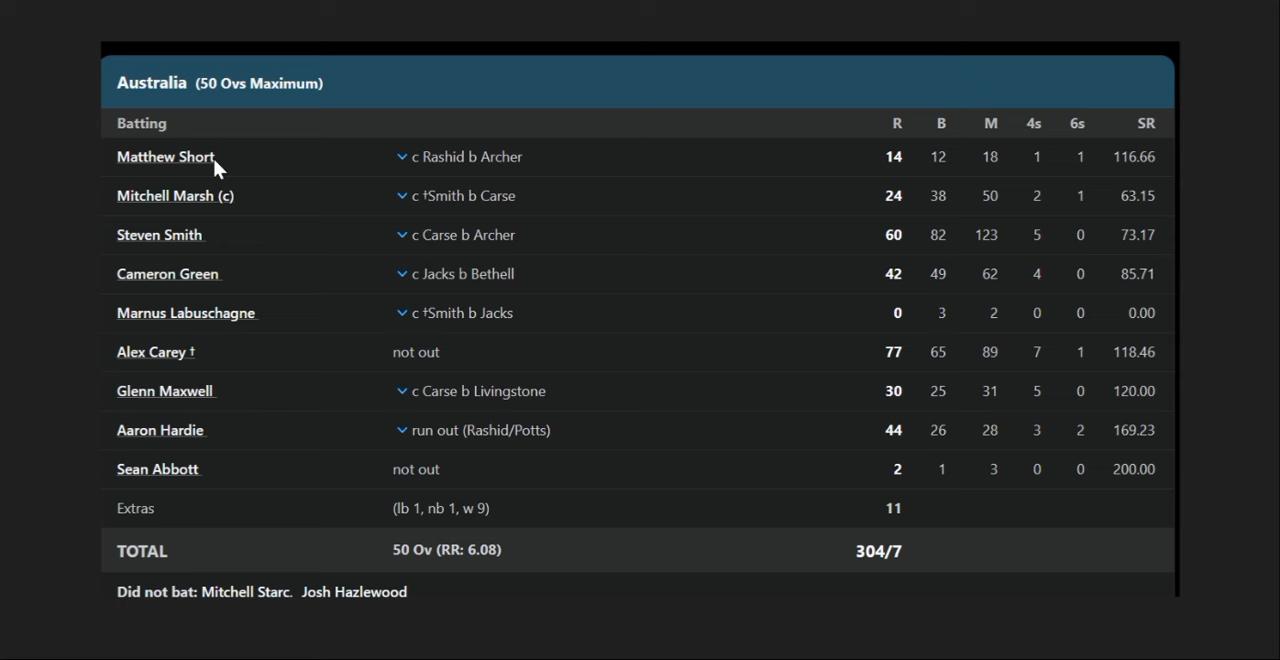 Australia (50 Ovs Maximum)
Batting R B M 4s 6s SR
Matthew Short c Rashid b Archer 14 12 18 1 1 116.66
Mitchell Marsh (c) c †Smith b Carse 24 38 50 2 1 63.15
Steven Smith c Carse b Archer 60 82 123 5 0 73.17
Cameron Green c Jacks b Bethell 42 49 62 4 0 85.71
Marnus Labuschagne c †Smith b Jacks 0 3 2 0 0 0.00
Alex Carey † not out 77 65 89 7 1 118.46
Glenn Maxwell c Carse b Livingstone 30 25 31 5 0 120.00
Aaron Hardie run out (Rashid/Potts) 44 26 28 3 2 169.23
Sean Abbott not out 2 1 3 0 0 200.00
Extras (lb 1, nb 1, w 9) 11
TOTAL 50 Ov (RR: 6.08) 304/7
Did not bat: Mitchell Starc, Josh Hazlewood